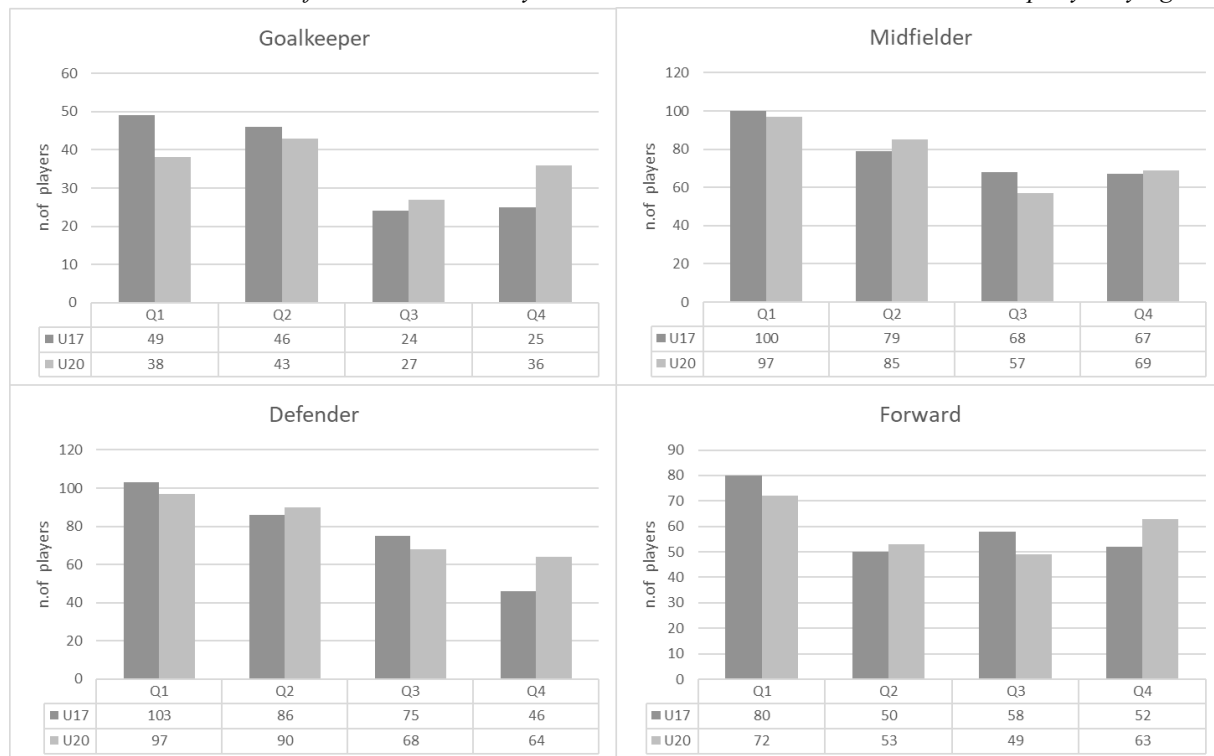 Goalkeeper
60
50
40
30
20
10
0
n.of players
Q1 Q2 Q3 Q4
U17 49 46 24 25
U20 38 43 27 36
Midfielder
120
100
80
60
40
20
0
n.of players
Q1 Q2 Q3 Q4
U17 100 79 68 67
U20 97 85 57 69
Defender
120
100
80
60
40
20
0
n.of players
Q1 Q2 Q3 Q4
U17 103 86 75 46
U20 97 90 68 64
Forward
90
80
70
60
50
40
30
20
10
0
n.of players
Q1 Q2 Q3 Q4
U17 80 50 58 52
U20 72 53 49 63